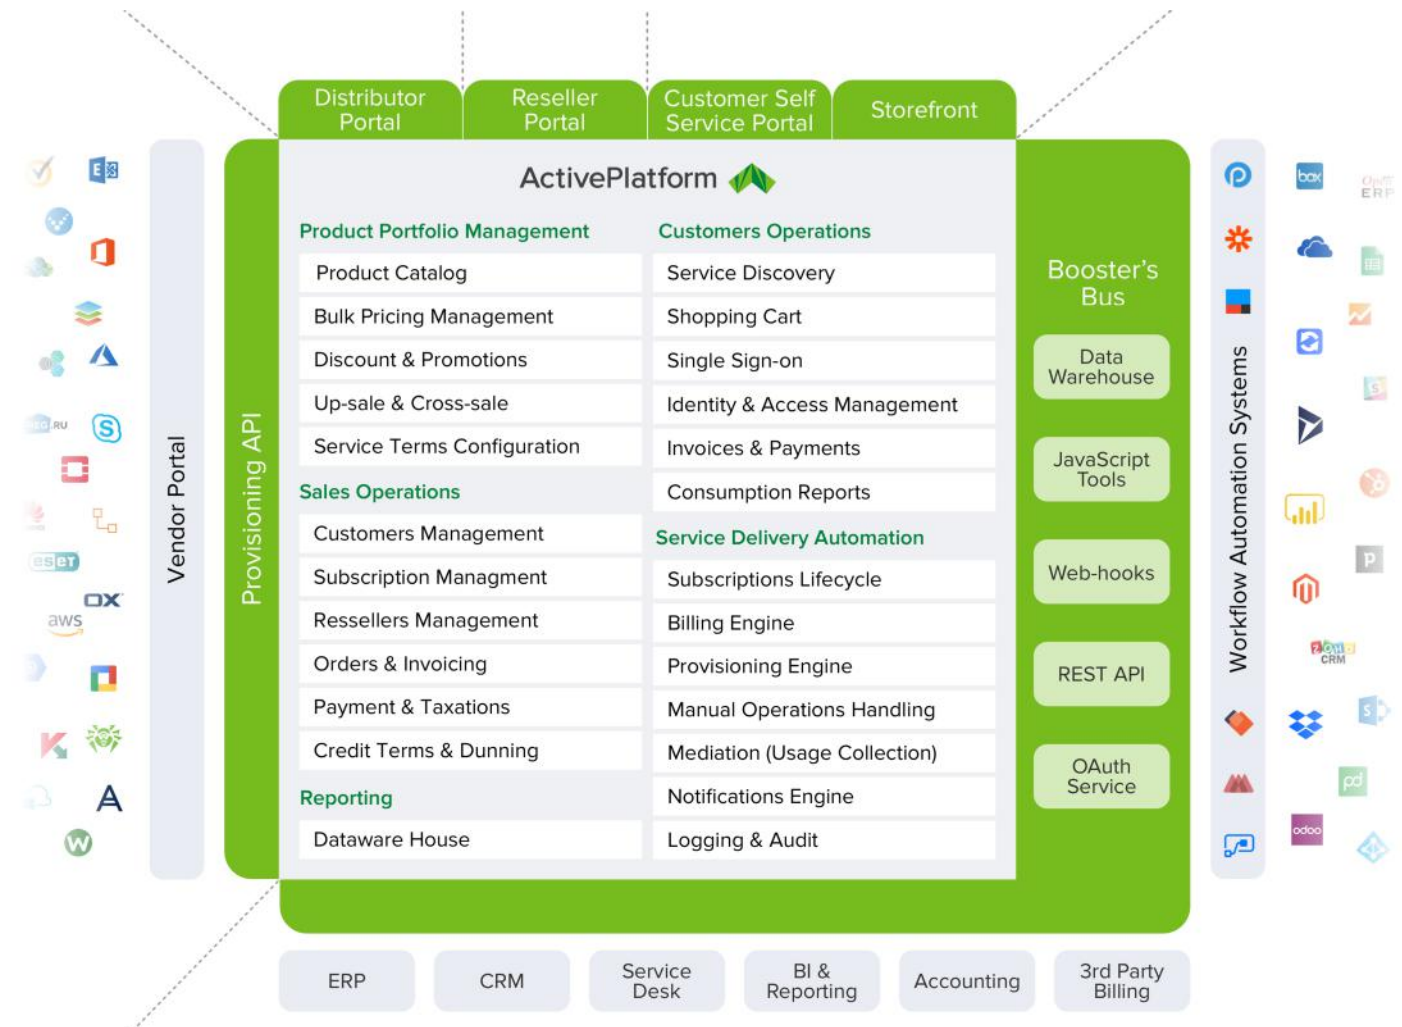 Distributor
Portal
Reseller
Portal
Customer Self
Service Portal
Storefront
ActivePlatform
Product Portfolio Management
Product Catalog
Bulk Pricing Management
Discount & Promotions
Up-sale & Cross-sale
Service Terms Configuration
Sales Operations
Customers Management
Subscription Managment
Ressellers Management
Orders & Invoicing
Payment & Taxations
Credit Terms & Dunning
Reporting
Dataware House
Customers Operations
Service Discovery
Shopping Cart
Single Sign-on
Identity & Access Management
Invoices & Payments
Consumption Reports
Service Delivery Automation
Subscriptions Lifecycle
Billing Engine
Provisioning Engine
Manual Operations Handling
Mediation (Usage Collection)
Notifications Engine
Logging & Audit
Vendor Portal
Provisioning API
Booster's
Bus
Data
Warehouse
JavaScript
Tools
Web-hooks
REST API
OAuth
Service
Workflow Automation Systems
ERP
CRM
Service
Desk
BI &
Reporting
Accounting
3rd Party
Billing
E
S
.RU
eseT
OX
aws
W
box
Open
ERP
S
p
ZOHO
CRM
S
pd
odoo